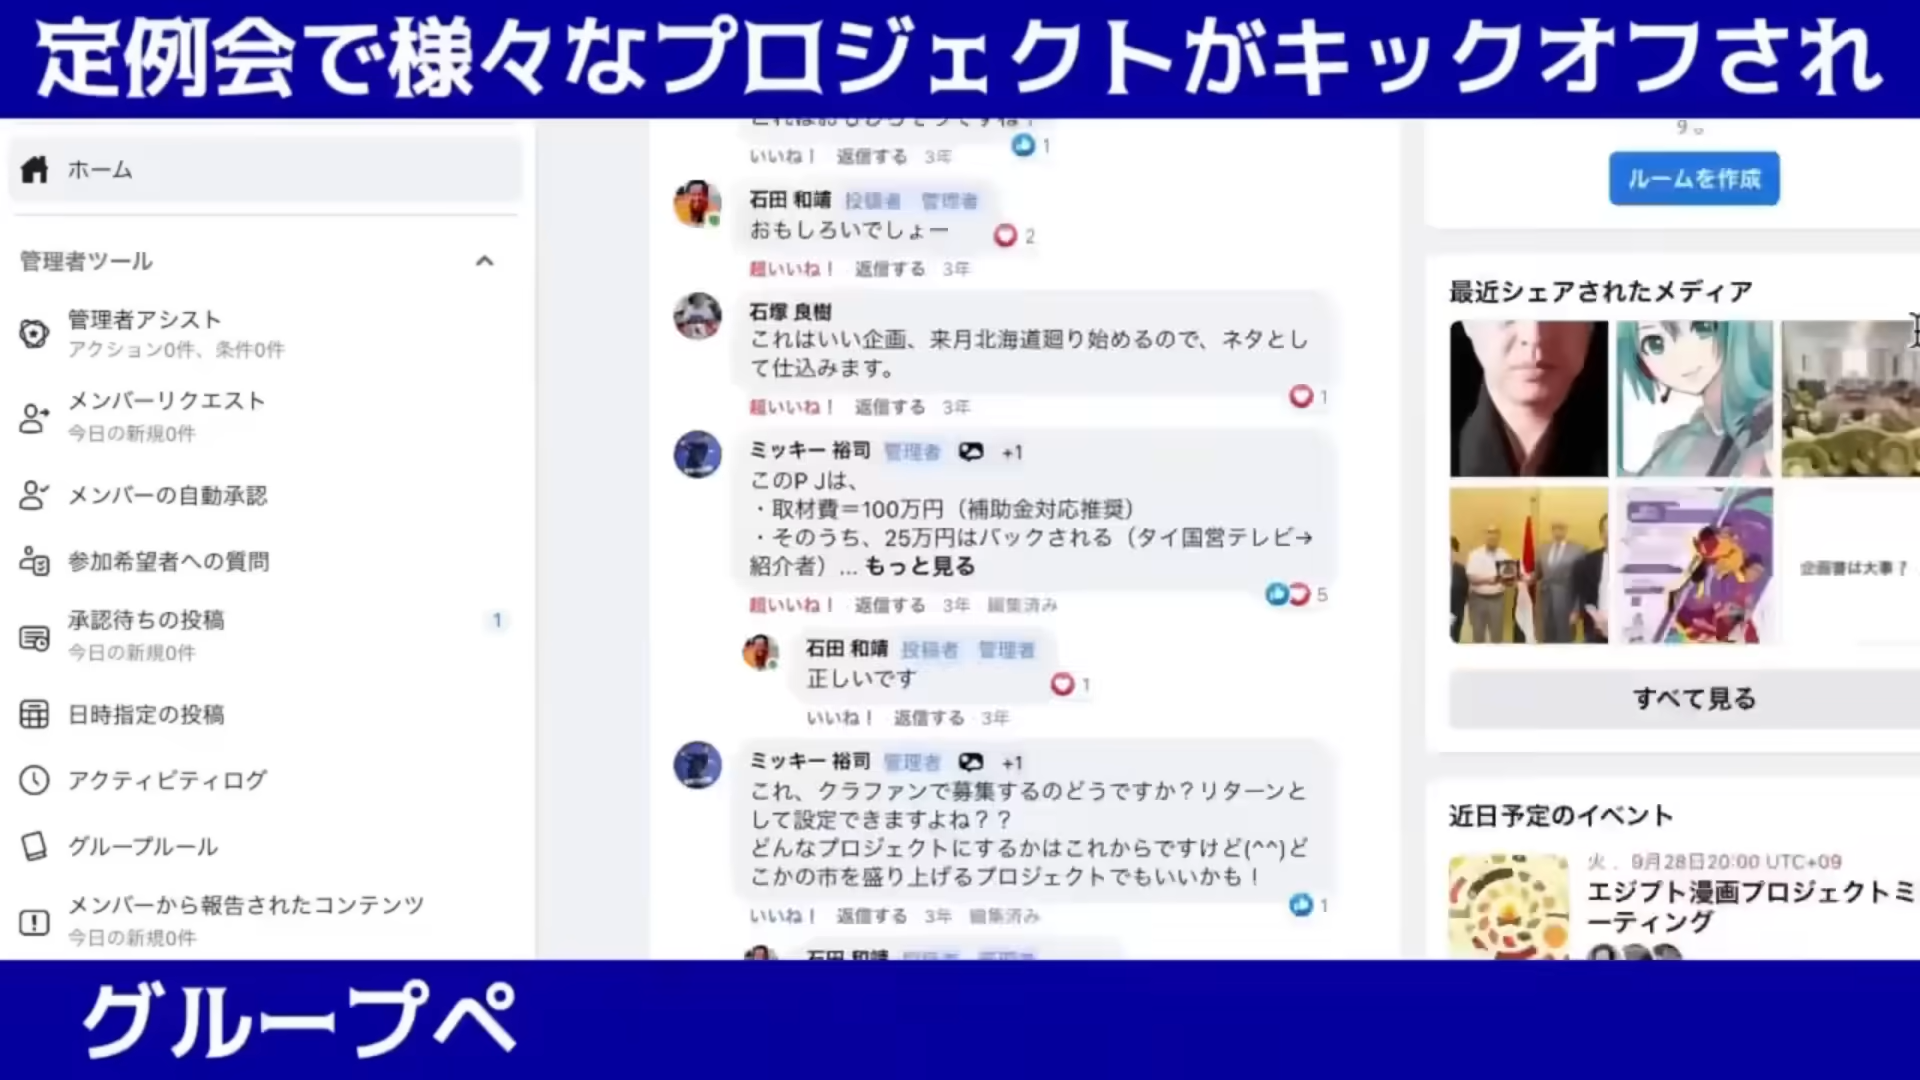 定例会で様々なプロジェクトがキックオフされ
ホーム
管理者ツール
管理者アシスト
アクション0件、条件0件
メンバーリクエスト
今日の新規0件
メンバーの自動承認
参加希望者への質問
承認待ちの投稿
1
今日の新規0件
日時指定の投稿
アクティビティログ
グループルール
メンバーから報告されたコンテンツ
今日の新規0件
いいね！ 返信する 3年
1
石田 和靖 投稿者 管理者
おもしろいでしょー
2
超いいね！ 返信する 3年
石塚 良樹
これはいい企画、来月北海道廻り始めるので、ネタとし
て仕込みます。
1
超いいね！ 返信する 3年
ミッキー 裕司 管理者 +1
このPJは、
・取材費＝100万円（補助金対応推奨）
・そのうち、25万円はバックされる（タイ国営テレビ→
紹介者）... もっと見る
5
超いいね！ 返信する 3年 編集済み
石田 和靖 投稿者 管理者
正しいです
1
いいね！ 返信する 3年
ミッキー 裕司 管理者 +1
これ、クラファンで募集するのどうですか？リターンと
して設定できますよね？？
どんなプロジェクトにするかはこれからですけど(^^)ど
こかの市を盛り上げるプロジェクトでもいいかも！
1
いいね！ 返信する 3年 編集済み
石田 和靖 投稿者 管理者
ルームを作成
最近シェアされたメディア
企画書は大事？
すべて見る
近日予定のイベント
火, 9月28日20:00 UTC+09
エジプト漫画プロジェクトミ
ーティング
グループペ